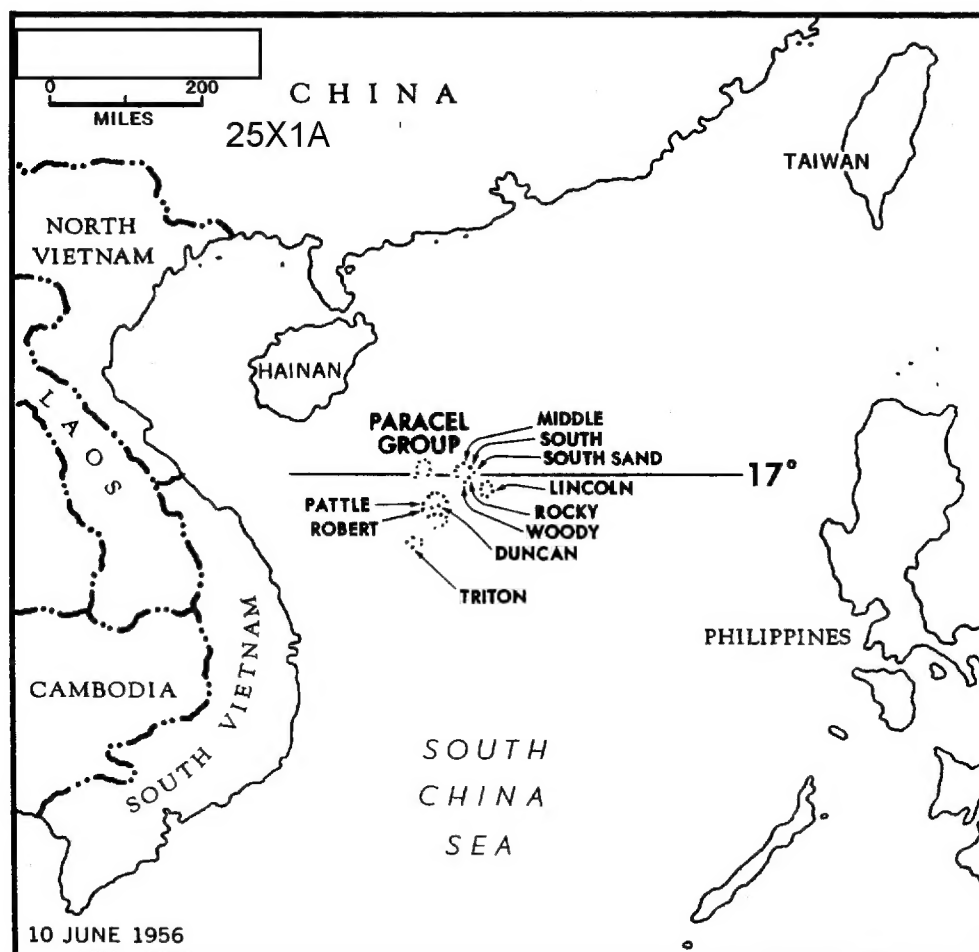 0 200
MILES
CHINA
25X1A
TAIWAN
NORTH
VIETNAM
HAINAN
LAOS
PARACEL
GROUP
MIDDLE
SOUTH
SOUTH SAND
17°
LINCOLN
PATTLE
ROBERT
ROCKY
WOODY
DUNCAN
TRITON
PHILIPPINES
CAMBODIA
SOUTH VIETNAM
SOUTH
CHINA
SEA
10 JUNE 1956